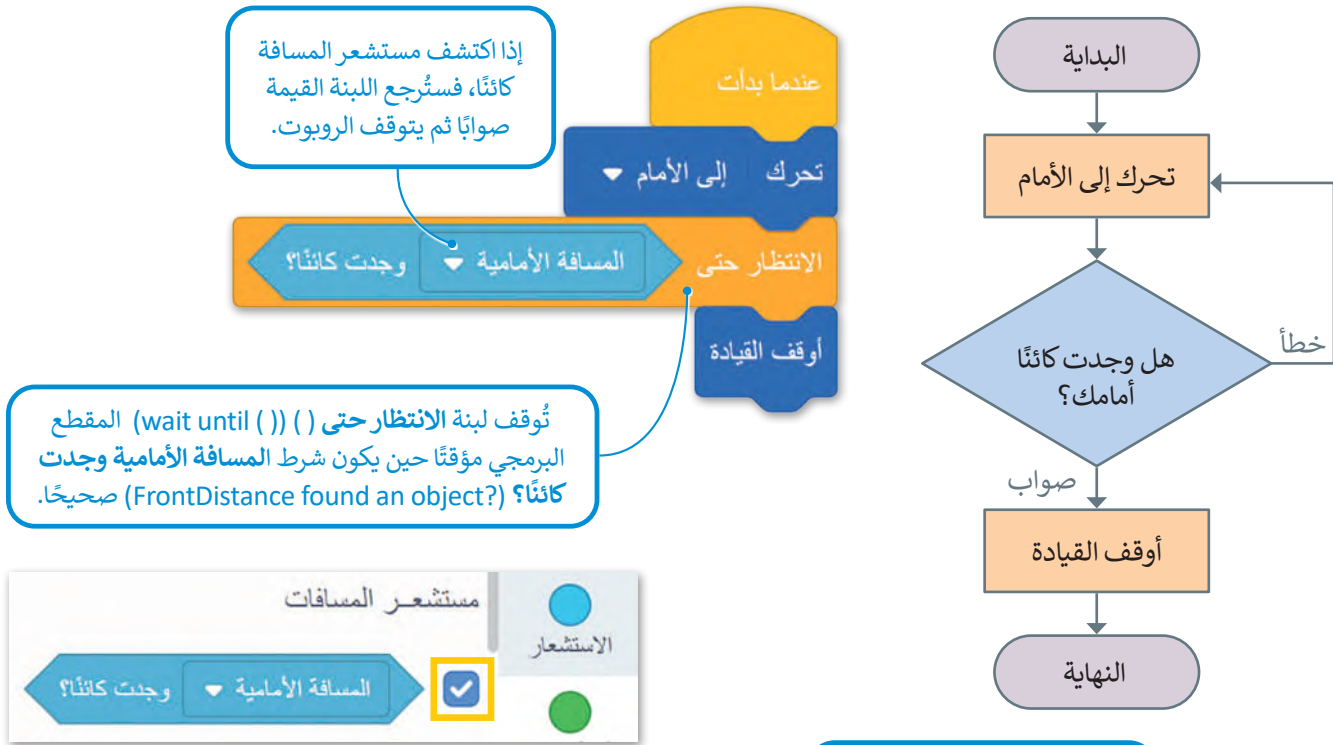 البداية
تحرك إلى الأمام
هل وجدت كائنًا
أمامك؟
خطأ
صواب
أوقف القيادة
النهاية
إذا اكتشف مستشعر المسافة
كائنًا، فستُرجع اللبنة القيمة
صوابًا ثم يتوقف الروبوت.
عندما بدأت
تحرك إلى الأمام
الانتظار حتى المسافة الأمامية وجدت كائنًا؟
أوقف القيادة
تُوقف لبنة الانتظار حتى ( ) (wait until ( )) المقطع
البرمجي مؤقتًا حين يكون شرط المسافة الأمامية وجدت
كائنًا؟ (FrontDistance found an object?) صحيحًا.
مستشعر المسافات
الاستشعار
المسافة الأمامية وجدت كائنًا؟